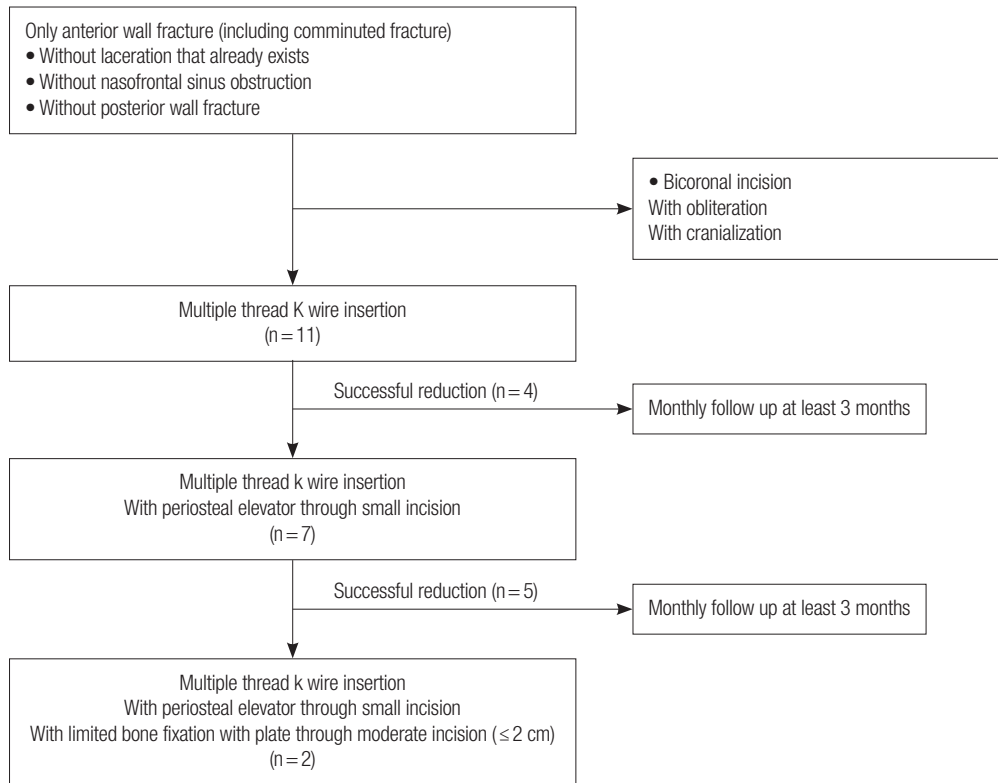 Only anterior wall fracture (including comminuted fracture)
• Without laceration that already exists
• Without nasofrontal sinus obstruction
• Without posterior wall fracture
• Bicoronal incision
With obliteration
With cranialization
Multiple thread K wire insertion
(n=11)
Successful reduction (n=4)
Monthly follow up at least 3 months
Multiple thread k wire insertion
With periosteal elevator through small incision
(n=7)
Successful reduction (n=5)
Monthly follow up at least 3 months
Multiple thread k wire insertion
With periosteal elevator through small incision
With limited bone fixation with plate through moderate incision (≤2 cm)
(n=2)